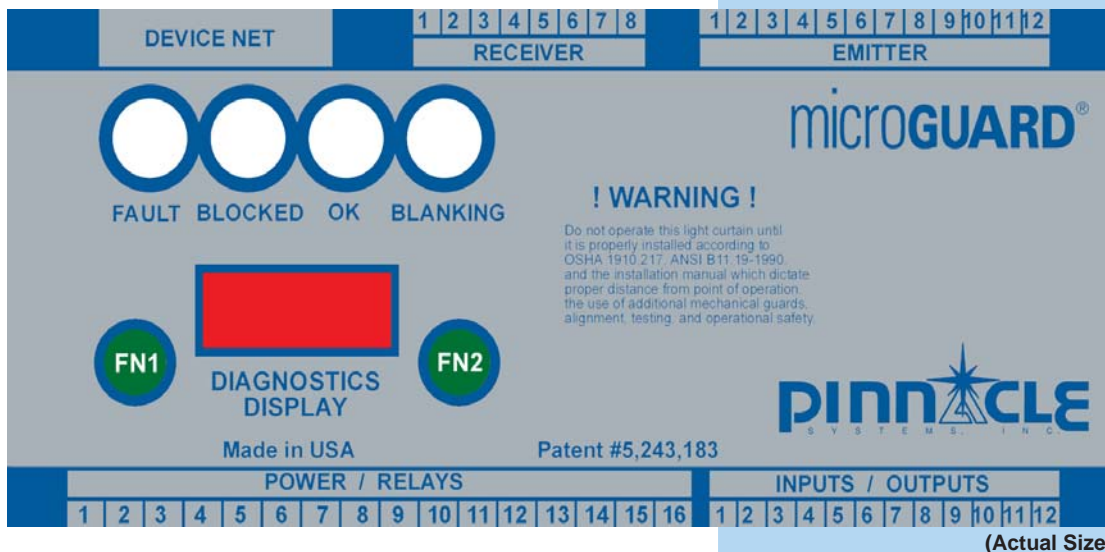 DEVICE NET
1 2 3 4 5 6 7 8
RECEIVER
1 2 3 4 5 6 7 8 9 10 11 12
EMITTER
microGUARD®
FAULT BLOCKED OK BLANKING
! WARNING !
Do not operate this light curtain until
it is properly installed according to
OSHA 1910.217, ANSI B11.19-1990,
and the installation manual which dictate
proper distance from point of operation,
the use of additional mechanical guards,
alignment, testing, and operational safety.
FN1
FN2
DIAGNOSTICS
DISPLAY
PINNACLE
SYSTEMS, INC.
Made in USA
Patent #5,243,183
POWER / RELAYS
1 2 3 4 5 6 7 8 9 10 11 12 13 14 15 16
INPUTS / OUTPUTS
1 2 3 4 5 6 7 8 9 10 11 12
(Actual Size